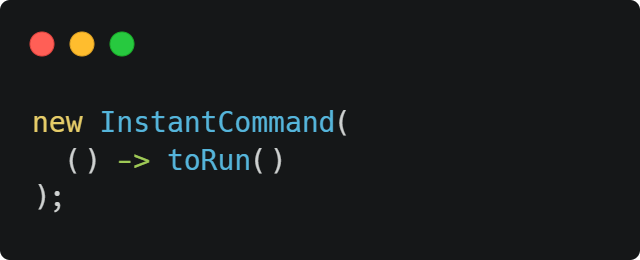 new InstantCommand(
  () -> toRun()
);